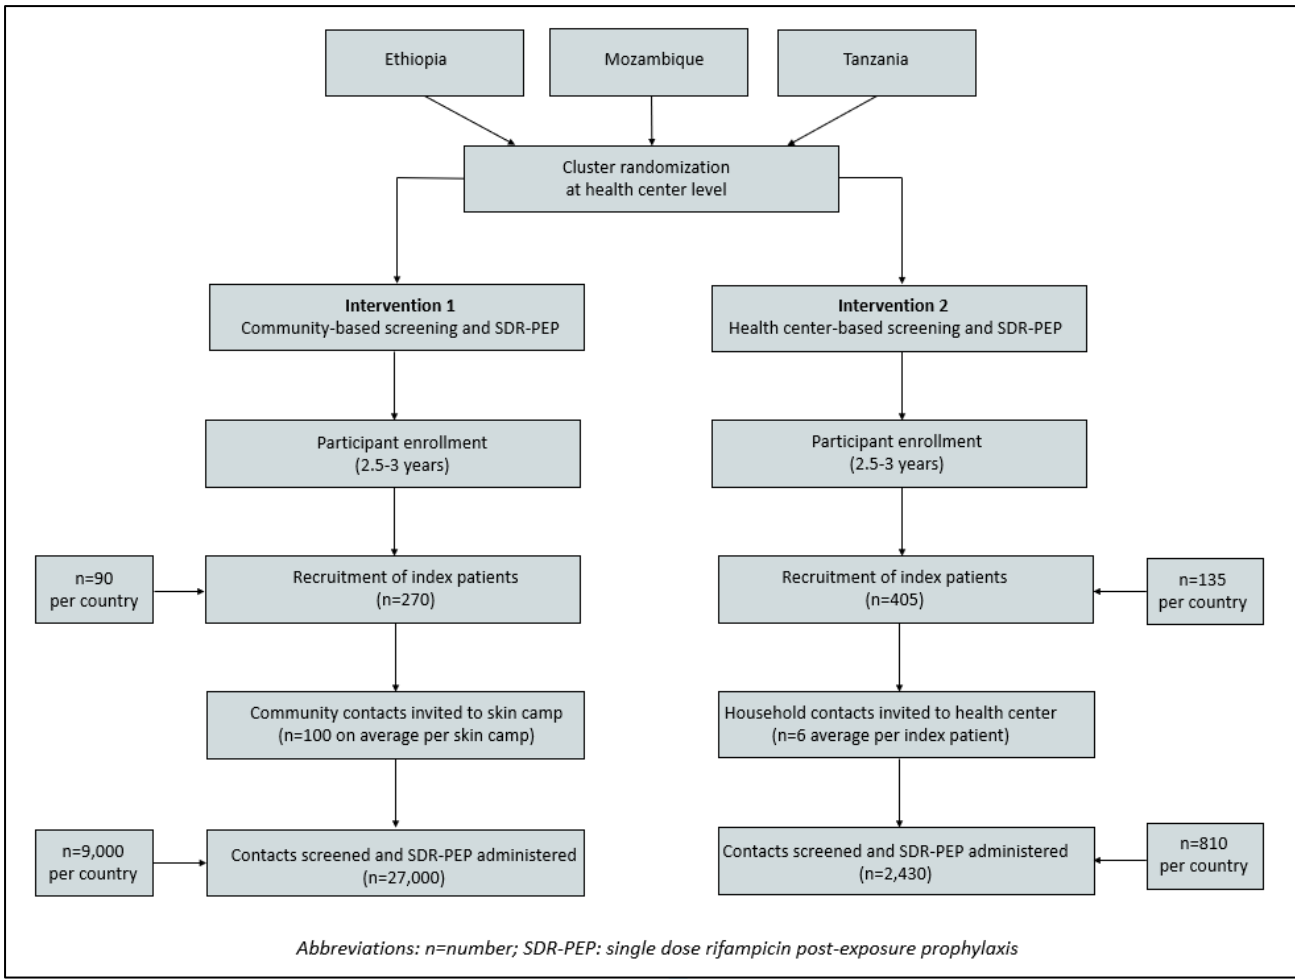 Ethiopia
Mozambique
Tanzania
Cluster randomization
at health center level
Intervention 1
Community-based screening and SDR-PEP
Intervention 2
Health center-based screening and SDR-PEP
Participant enrollment
(2.5-3 years)
Participant enrollment
(2.5-3 years)
n=90
per country
Recruitment of index patients
(n=270)
Recruitment of index patients
(n=405)
n=135
per country
Community contacts invited to skin camp
(n=100 on average per skin camp)
Household contacts invited to health center
(n=6 average per index patient)
n=9,000
per country
Contacts screened and SDR-PEP administered
(n=27,000)
Contacts screened and SDR-PEP administered
(n=2,430)
n=810
per country
Abbreviations: n=number; SDR-PEP: single dose rifampicin post-exposure prophylaxis